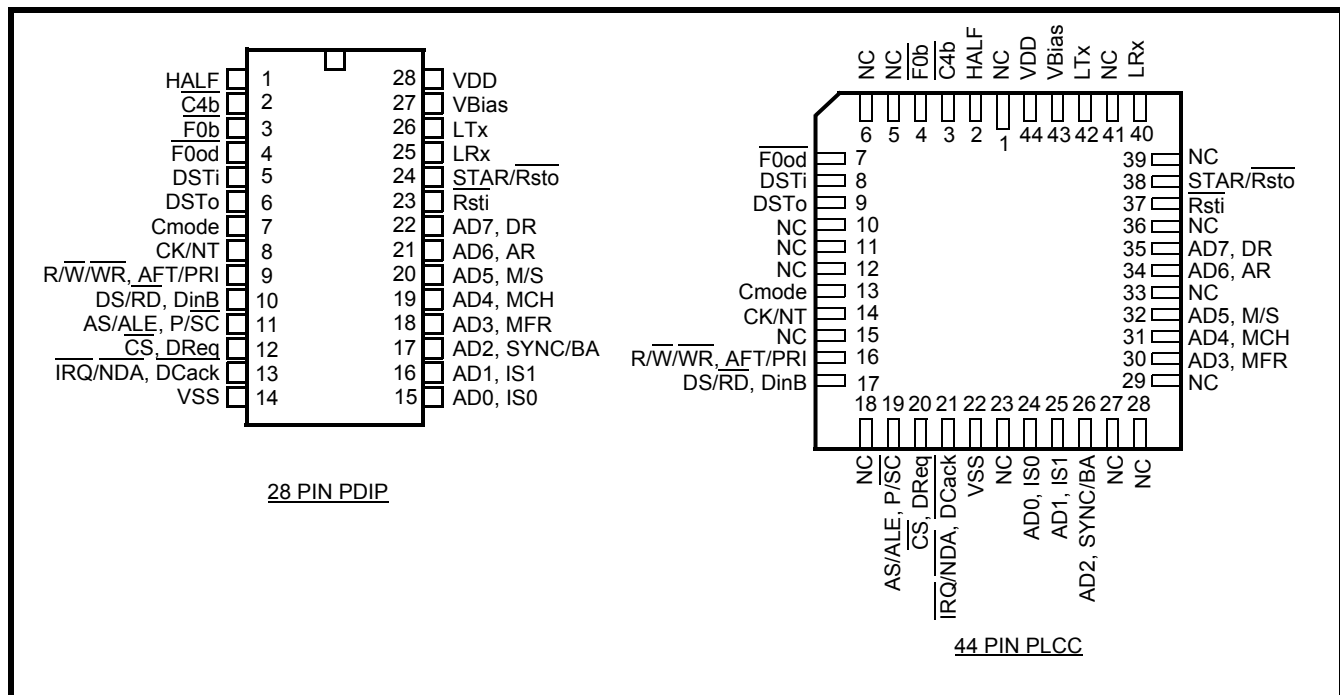 HALF 1
C4b 2
F0b 3
F0od 4
DSTi 5
DSTo 6
Cmode 7
CK/NT 8
R/W/WR, AFT/PRI 9
DS/RD, DinB 10
AS/ALE, P/SC 11
CS, DReq 12
IRQ/NDA, DCack 13
VSS 14
28 VDD
27 VBias
26 LTx
25 LRx
24 STAR/Rsto
23 Rsti
22 AD7, DR
21 AD6, AR
20 AD5, M/S
19 AD4, MCH
18 AD3, MFR
17 AD2, SYNC/BA
16 AD1, IS1
15 AD0, IS0
28 PIN PDIP
NC NC F0b C4b HALF NC VDD VBias LTx NC LRx
6 5 4 3 2 1 44 43 42 41 40
F0od 7
DSTi 8
DSTo 9
NC 10
NC 11
NC 12
Cmode 13
CK/NT 14
NC 15
R/W/WR, AFT/PRI 16
DS/RD, DinB 17
39 NC
38 STAR/Rsto
37 Rsti
36 NC
35 AD7, DR
34 AD6, AR
33 NC
32 AD5, M/S
31 AD4, MCH
30 AD3, MFR
29 NC
18 19 20 21 22 23 24 25 26 27 28
NC
AS/ALE, P/SC
CS, DReq
IRQ/NDA, DCack
VSS
NC
AD0, IS0
AD1, IS1
AD2, SYNC/BA
NC
NC
44 PIN PLCC